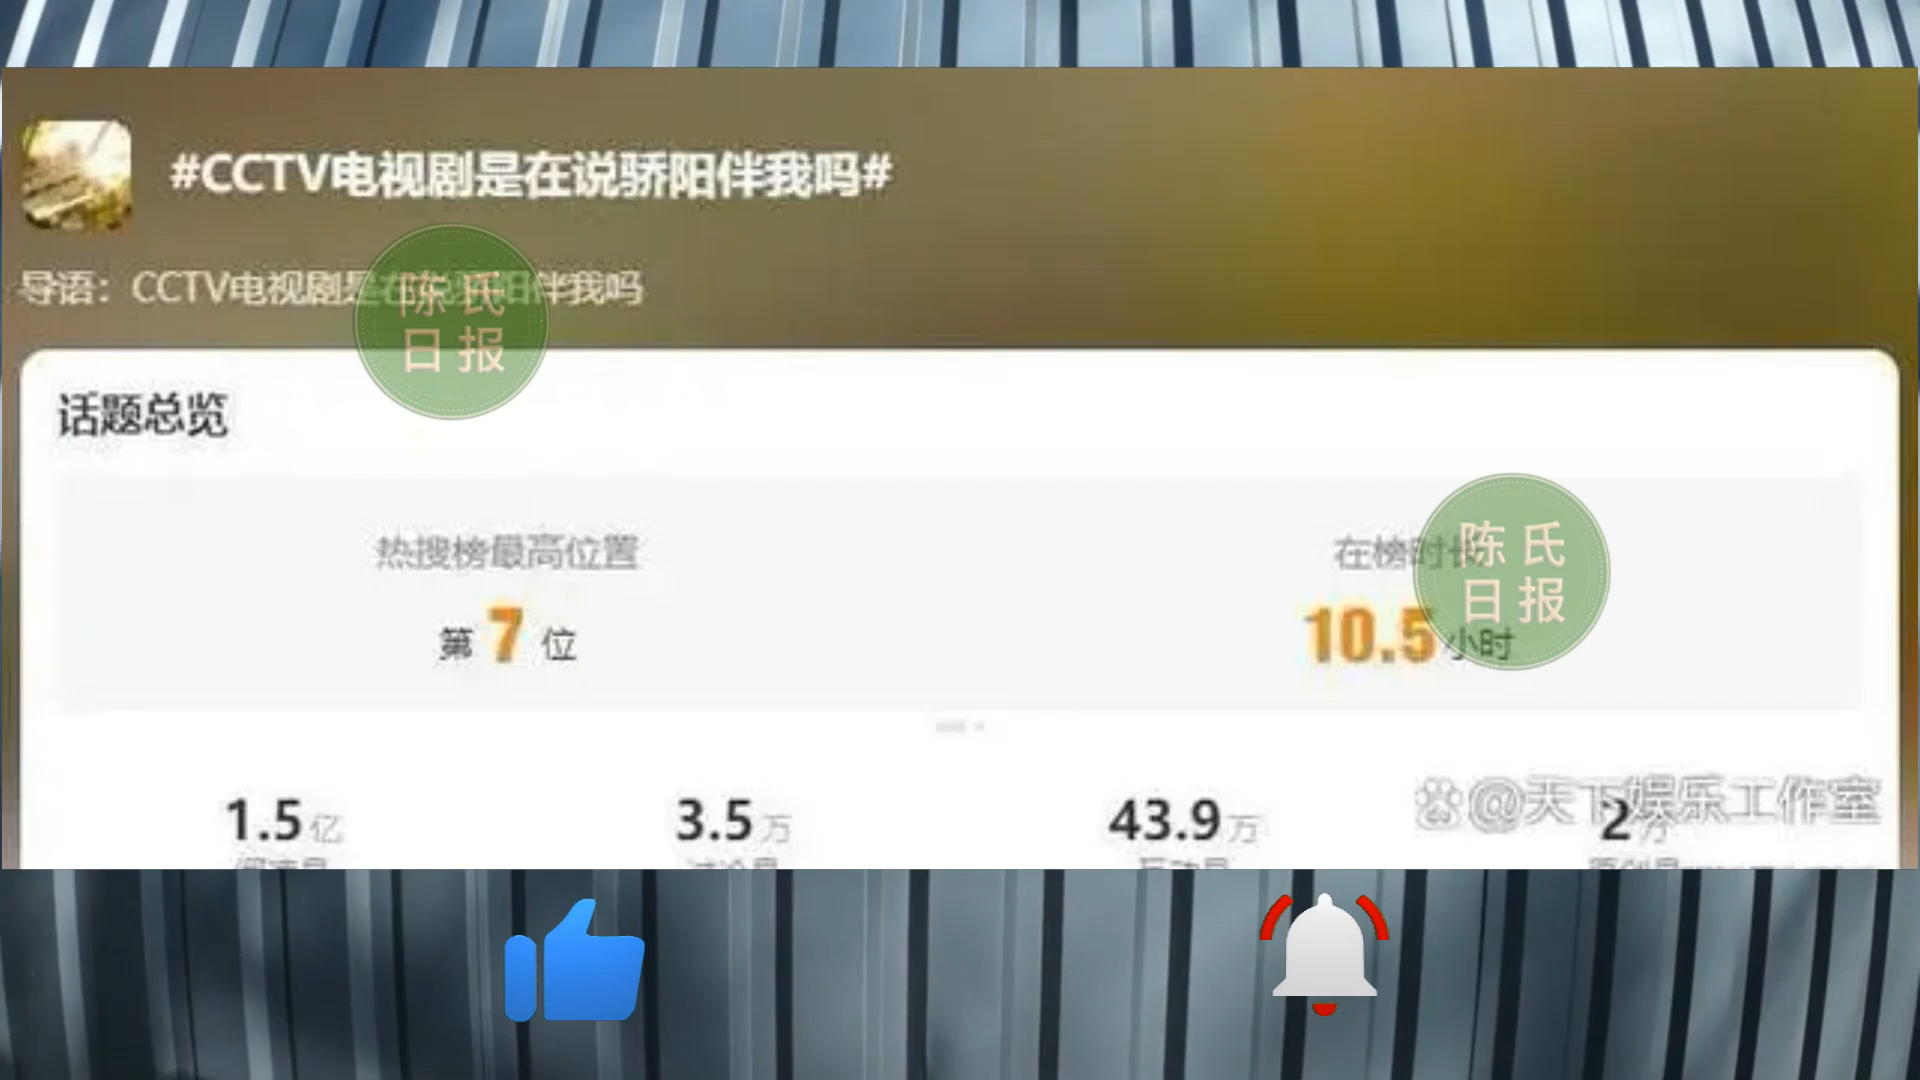 #CCTV电视剧是在说骄阳伴我吗#
导语：CCTV电视剧是在说骄阳伴我吗
陈氏
日报
话题总览
热搜榜最高位置
第 7 位
在榜时长
10.5小时
陈氏
日报
1.5亿
3.5万
43.9万
2万
@天下娱乐工作室